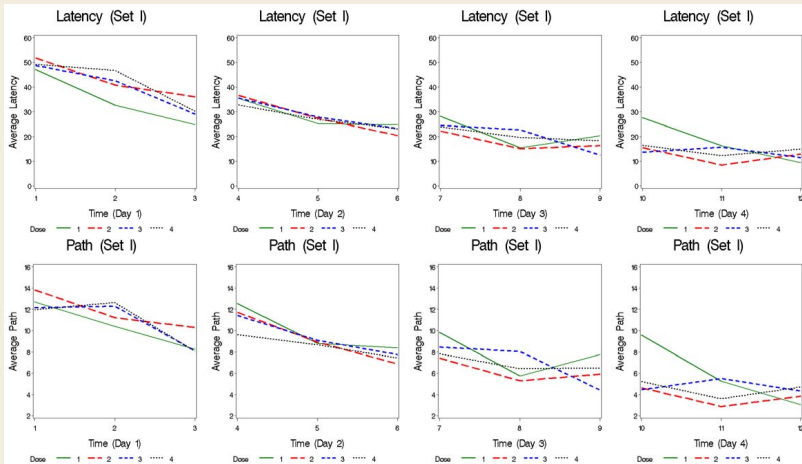 Latency (Set I)
Average Latency
60
50
40
30
20
10
0
1 2 3
Time (Day 1)
Dose 1 2 3 4
Latency (Set I)
Average Latency
60
50
40
30
20
10
0
4 5 6
Time (Day 2)
Dose 1 2 3 4
Latency (Set I)
Average Latency
60
50
40
30
20
10
0
7 8 9
Time (Day 3)
Dose 1 2 3 4
Latency (Set I)
Average Latency
60
50
40
30
20
10
0
10 11 12
Time (Day 4)
Dose 1 2 3 4
Path (Set I)
Average Path
16
14
12
10
8
6
4
2
1 2 3
Time (Day 1)
Dose 1 2 3 4
Path (Set I)
Average Path
16
14
12
10
8
6
4
2
4 5 6
Time (Day 2)
Dose 1 2 3 4
Path (Set I)
Average Path
16
14
12
10
8
6
4
2
7 8 9
Time (Day 3)
Dose 1 2 3 4
Path (Set I)
Average Path
16
14
12
10
8
6
4
2
10 11 12
Time (Day 4)
Dose 1 2 3 4